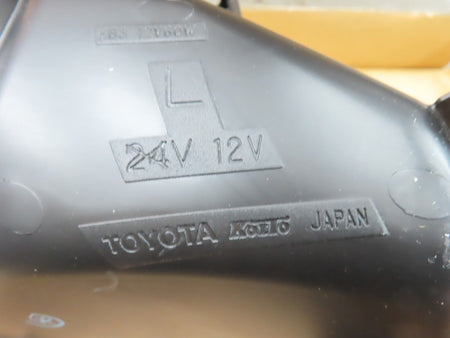 L
24V 12V
TOYOTA KOITO JAPAN